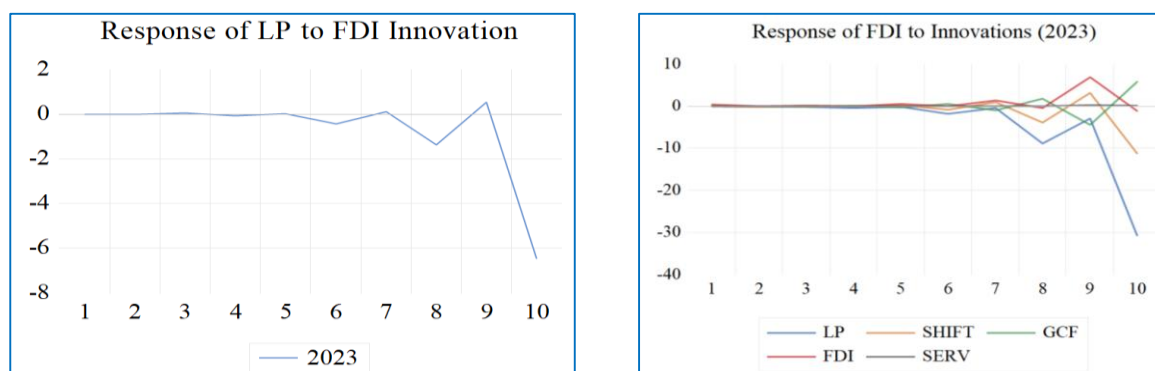 Response of LP to FDI Innovation
2
0
-2
-4
-6
-8
1 2 3 4 5 6 7 8 9 10
2023
Response of FDI to Innovations (2023)
10
0
-10
-20
-30
-40
1 2 3 4 5 6 7 8 9 10
LP SHIFT GCF
FDI SERV